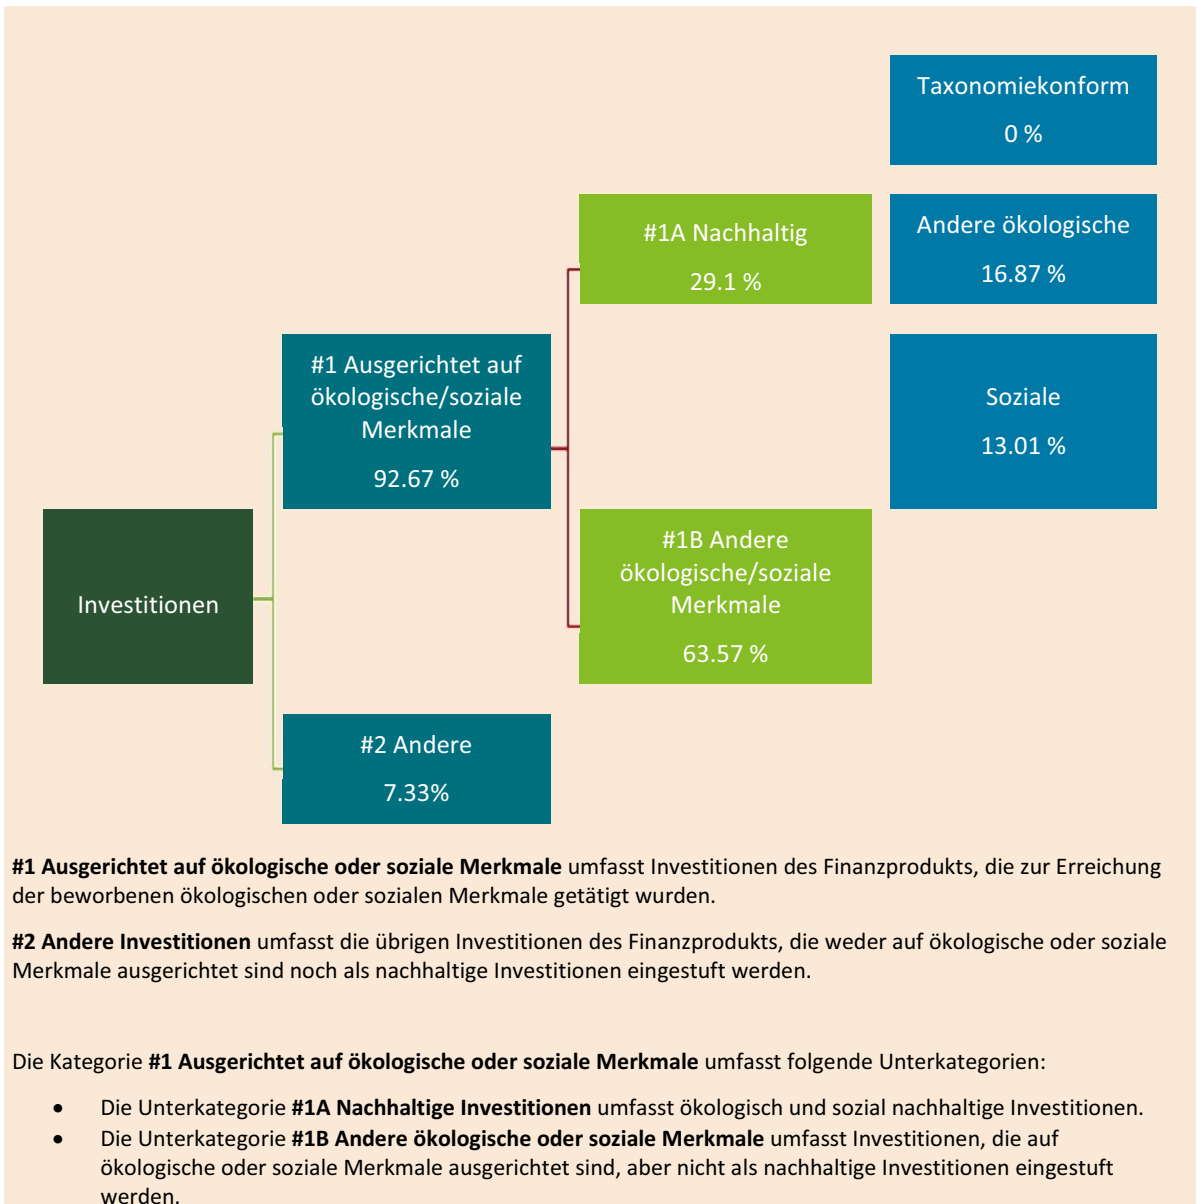 Taxonomiekonform
0 %
#1A Nachhaltig
29.1 %
Andere ökologische
16.87 %
#1 Ausgerichtet auf
ökologische/soziale
Merkmale
92.67 %
Soziale
13.01 %
Investitionen
#1B Andere
ökologische/soziale
Merkmale
63.57 %
#2 Andere
7.33%
#1 Ausgerichtet auf ökologische oder soziale Merkmale umfasst Investitionen des Finanzprodukts, die zur Erreichung
der beworbenen ökologischen oder sozialen Merkmale getätigt wurden.
#2 Andere Investitionen umfasst die übrigen Investitionen des Finanzprodukts, die weder auf ökologische oder soziale
Merkmale ausgerichtet sind noch als nachhaltige Investitionen eingestuft werden.
Die Kategorie #1 Ausgerichtet auf ökologische oder soziale Merkmale umfasst folgende Unterkategorien:
• Die Unterkategorie #1A Nachhaltige Investitionen umfasst ökologisch und sozial nachhaltige Investitionen.
• Die Unterkategorie #1B Andere ökologische oder soziale Merkmale umfasst Investitionen, die auf
ökologische oder soziale Merkmale ausgerichtet sind, aber nicht als nachhaltige Investitionen eingestuft
werden.